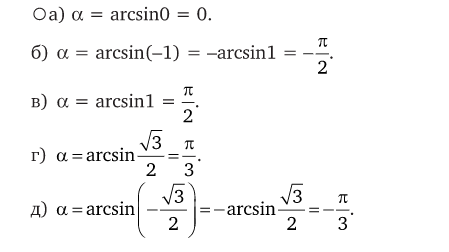 ○а) α = arcsin0 = 0.
б) α = arcsin(–1) = –arcsin1 = –π/2.
в) α = arcsin1 = π/2.
г) α = arcsin √3/2 = π/3.
д) α = arcsin(–√3/2) = –arcsin √3/2 = –π/3.